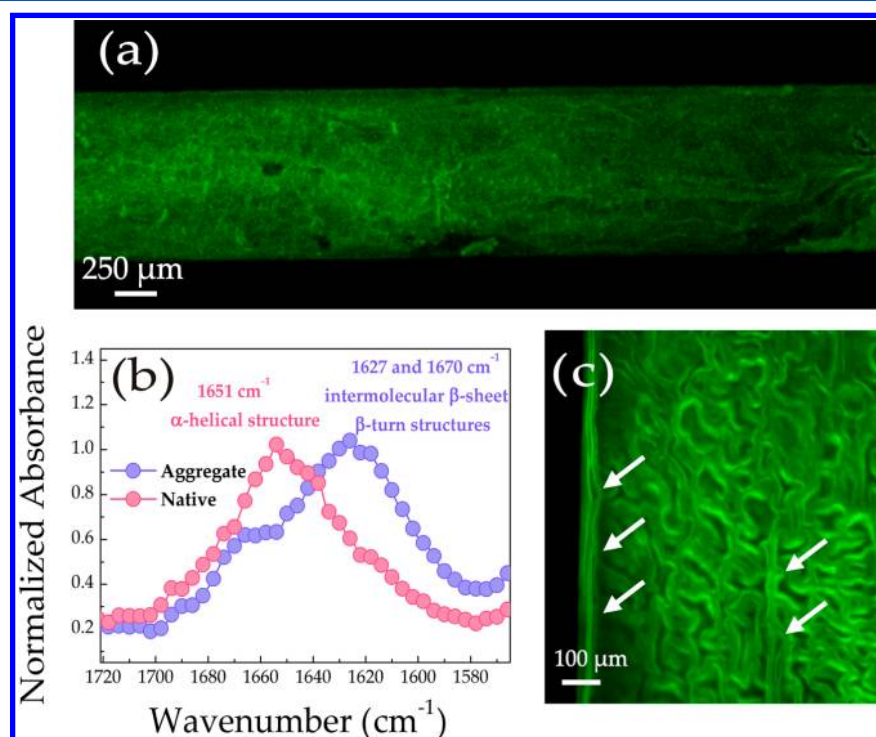 (a)
250 μm
(b)
1651 cm⁻¹
α-helical structure
1627 and 1670 cm⁻¹
intermolecular β-sheet
β-turn structures
Aggregate
Native
1.4
1.2
1.0
0.8
0.6
0.4
0.2
1720 1700 1680 1660 1640 1620 1600 1580
Normalized Absorbance
Wavenumber (cm⁻¹)
(c)
100 μm